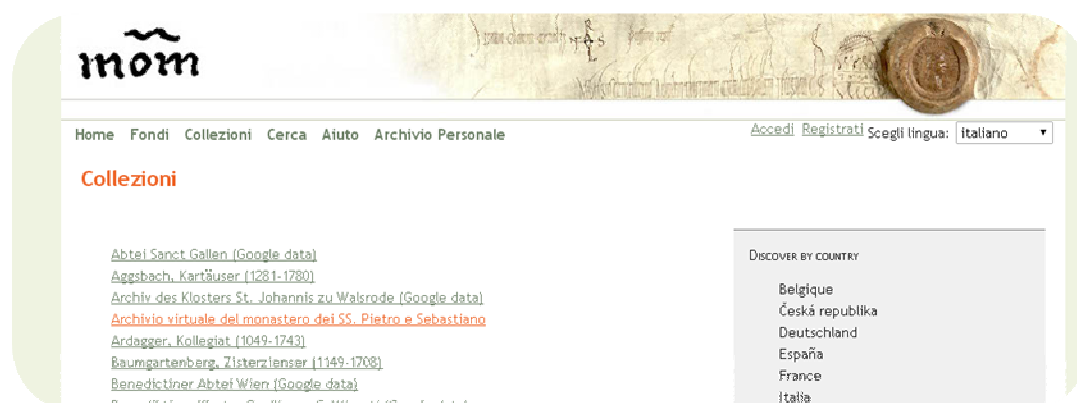 mom
Home Fondi Collezioni Cerca Aiuto Archivio Personale
Accedi Registrati Scegli lingua: italiano
Collezioni
Abtei Sanct Gallen (Google data)
Aggsbach, Kartäuser (1281-1780)
Archiv des Klosters St. Johannis zu Walsrode (Google data)
Archivio virtuale del monastero dei SS. Pietro e Sebastiano
Ardagger, Kollegiat (1049-1743)
Baumgartenberg, Zisterzienser (1149-1708)
Benedictiner Abtei Wien (Google data)
DISCOVER BY COUNTRY
Belgique
Česká republika
Deutschland
España
France
Italia